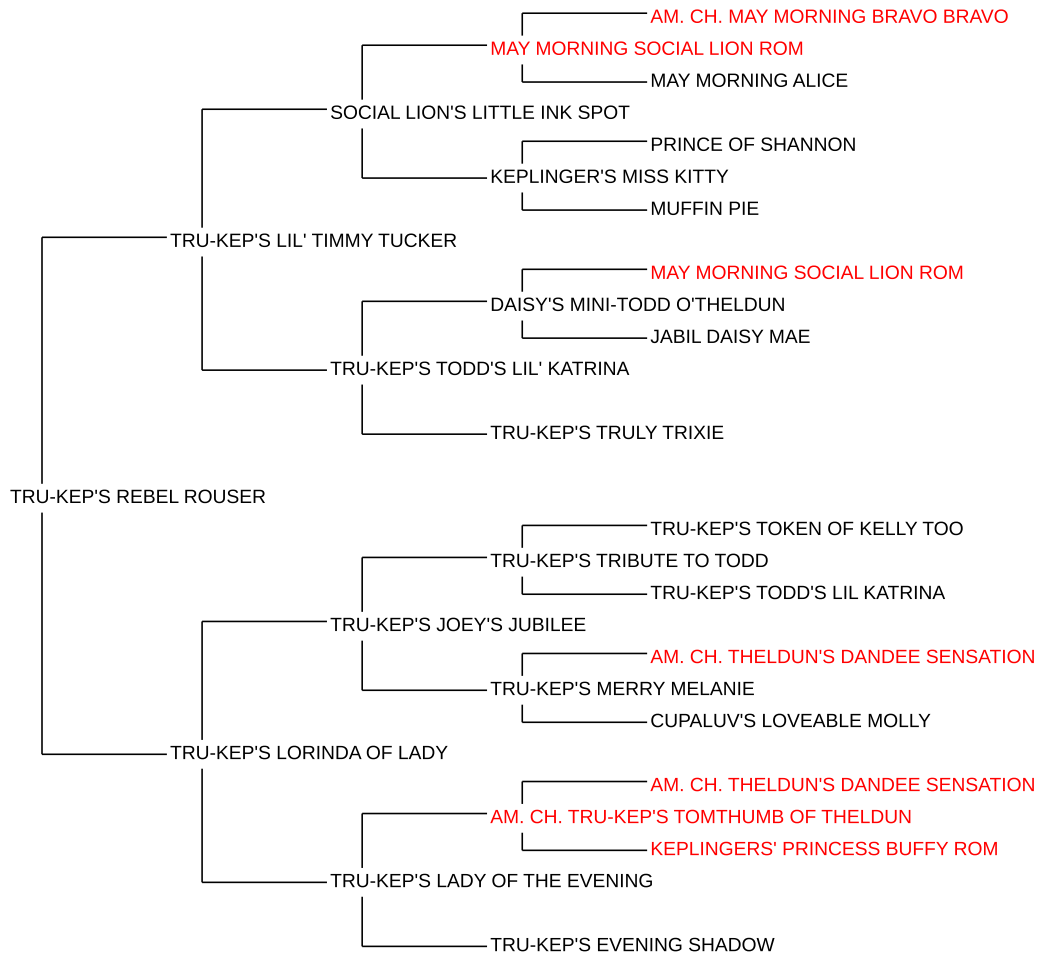 AM. CH. MAY MORNING BRAVO BRAVO
MAY MORNING SOCIAL LION ROM
MAY MORNING ALICE
SOCIAL LION'S LITTLE INK SPOT
PRINCE OF SHANNON
KEPLINGER'S MISS KITTY
MUFFIN PIE
TRU-KEP'S LIL' TIMMY TUCKER
MAY MORNING SOCIAL LION ROM
DAISY'S MINI-TODD O'THELDUN
JABIL DAISY MAE
TRU-KEP'S TODD'S LIL' KATRINA
TRU-KEP'S TRULY TRIXIE
TRU-KEP'S REBEL ROUSER
TRU-KEP'S TOKEN OF KELLY TOO
TRU-KEP'S TRIBUTE TO TODD
TRU-KEP'S TODD'S LIL KATRINA
TRU-KEP'S JOEY'S JUBILEE
AM. CH. THELDUN'S DANDEE SENSATION
TRU-KEP'S MERRY MELANIE
CUPALUV'S LOVEABLE MOLLY
TRU-KEP'S LORINDA OF LADY
AM. CH. THELDUN'S DANDEE SENSATION
AM. CH. TRU-KEP'S TOMTHUMB OF THELDUN
KEPLINGERS' PRINCESS BUFFY ROM
TRU-KEP'S LADY OF THE EVENING
TRU-KEP'S EVENING SHADOW